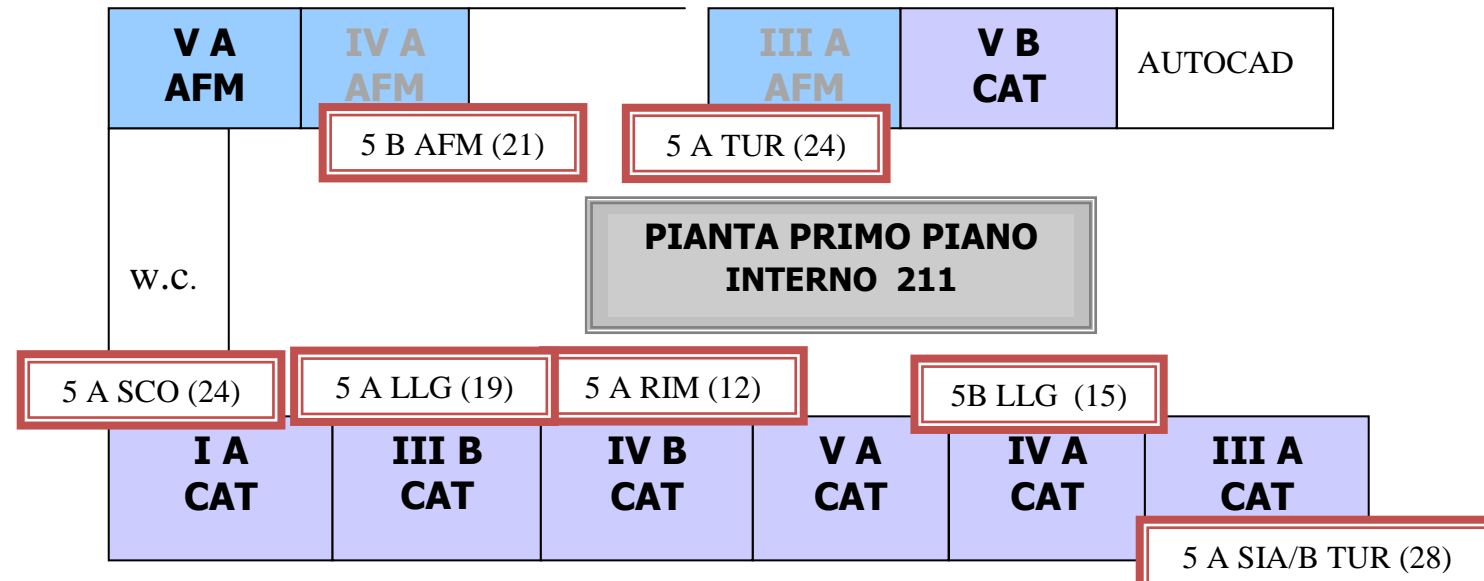 V A
AFM
IV A
AFM
III A
AFM
V B
CAT
AUTOCAD
5 B AFM (21)
5 A TUR (24)
PIANTA PRIMO PIANO
INTERNO 211
w.c.
5 A SCO (24)
5 A LLG (19)
5 A RIM (12)
5B LLG (15)
I A
CAT
III B
CAT
IV B
CAT
V A
CAT
IV A
CAT
III A
CAT
5 A SIA/B TUR (28)